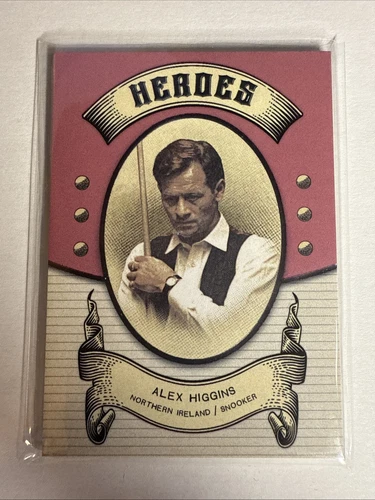 HEROES
ALEX HIGGINS
NORTHERN IRELAND / SNOOKER